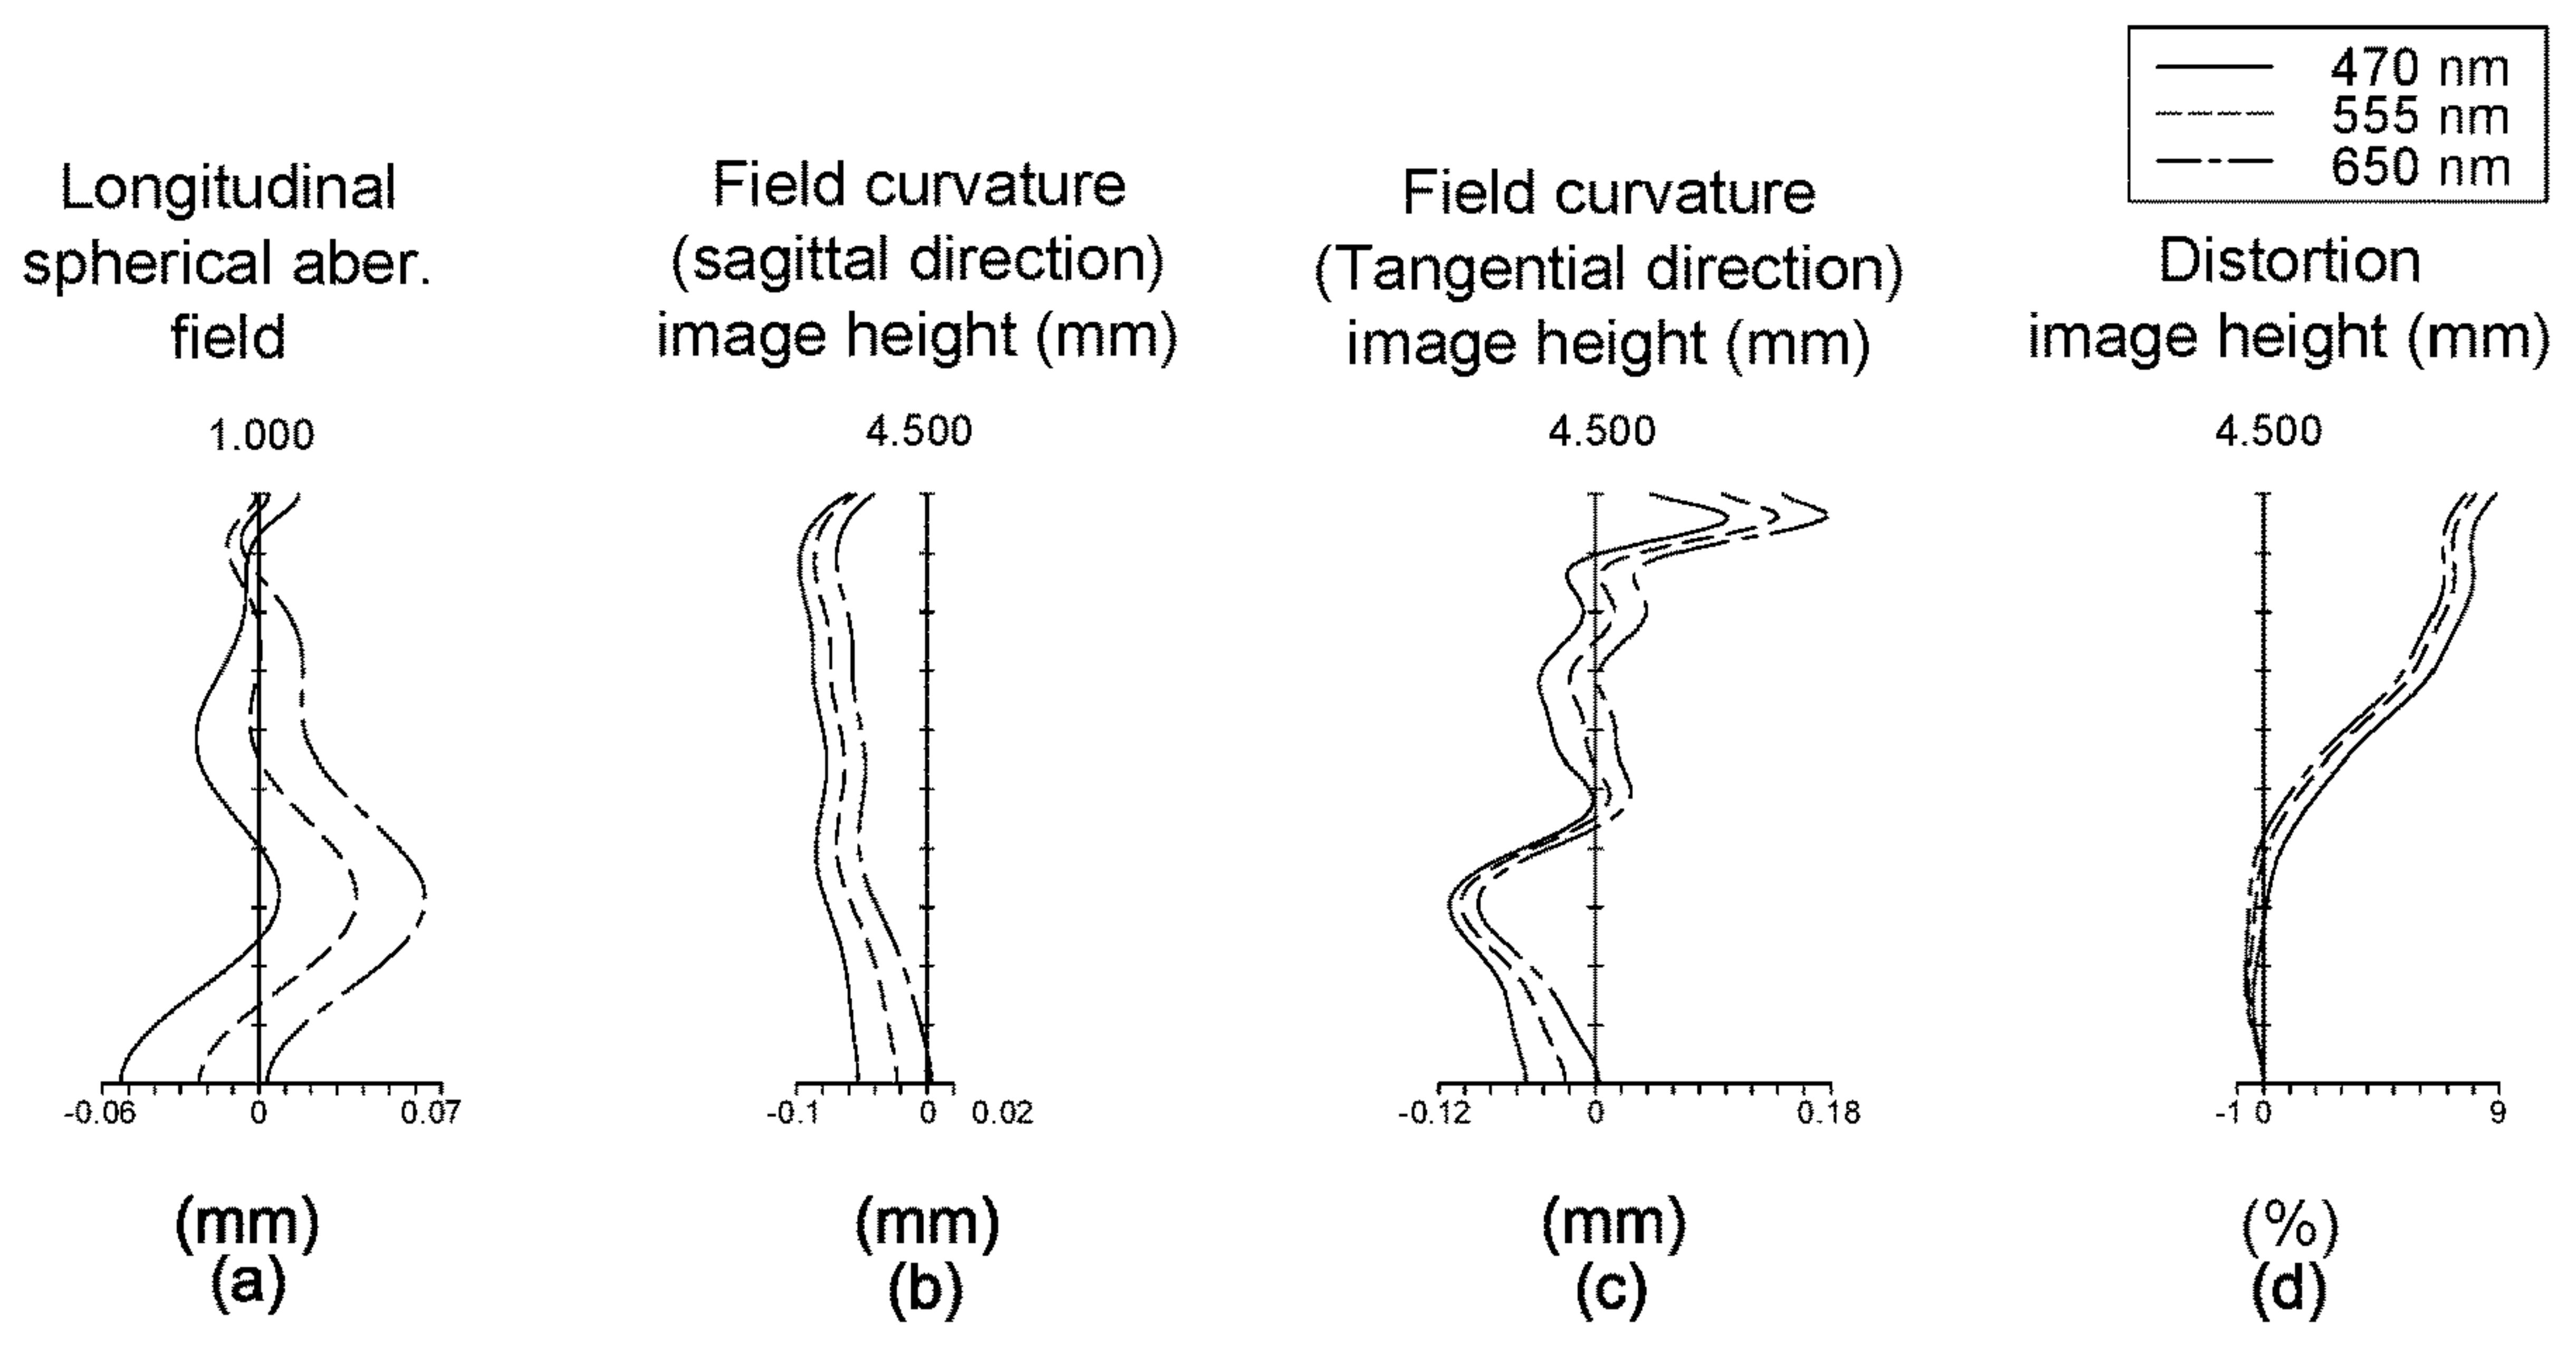 470 nm
555 nm
650 nm
Longitudinal
spherical aber.
field
1.000
-0.06 0 0.07
(mm)
(a)
Field curvature
(sagittal direction)
image height (mm)
4.500
-0.1 0 0.02
(mm)
(b)
Field curvature
(Tangential direction)
image height (mm)
4.500
-0.12 0 0.18
(mm)
(c)
Distortion
image height (mm)
4.500
-1 0 9
(%)
(d)